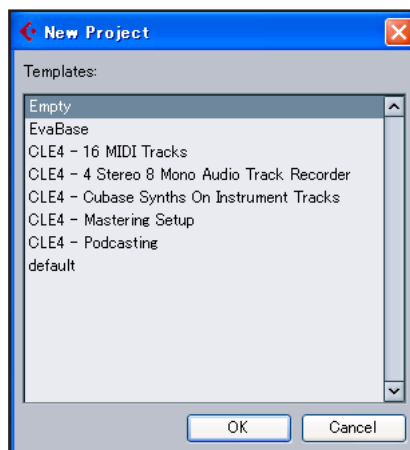 New Project
Templates:
Empty
EvaBase
CLE4 - 16 MIDI Tracks
CLE4 - 4 Stereo 8 Mono Audio Track Recorder
CLE4 - Cubase Synths On Instrument Tracks
CLE4 - Mastering Setup
CLE4 - Podcasting
default
OK Cancel